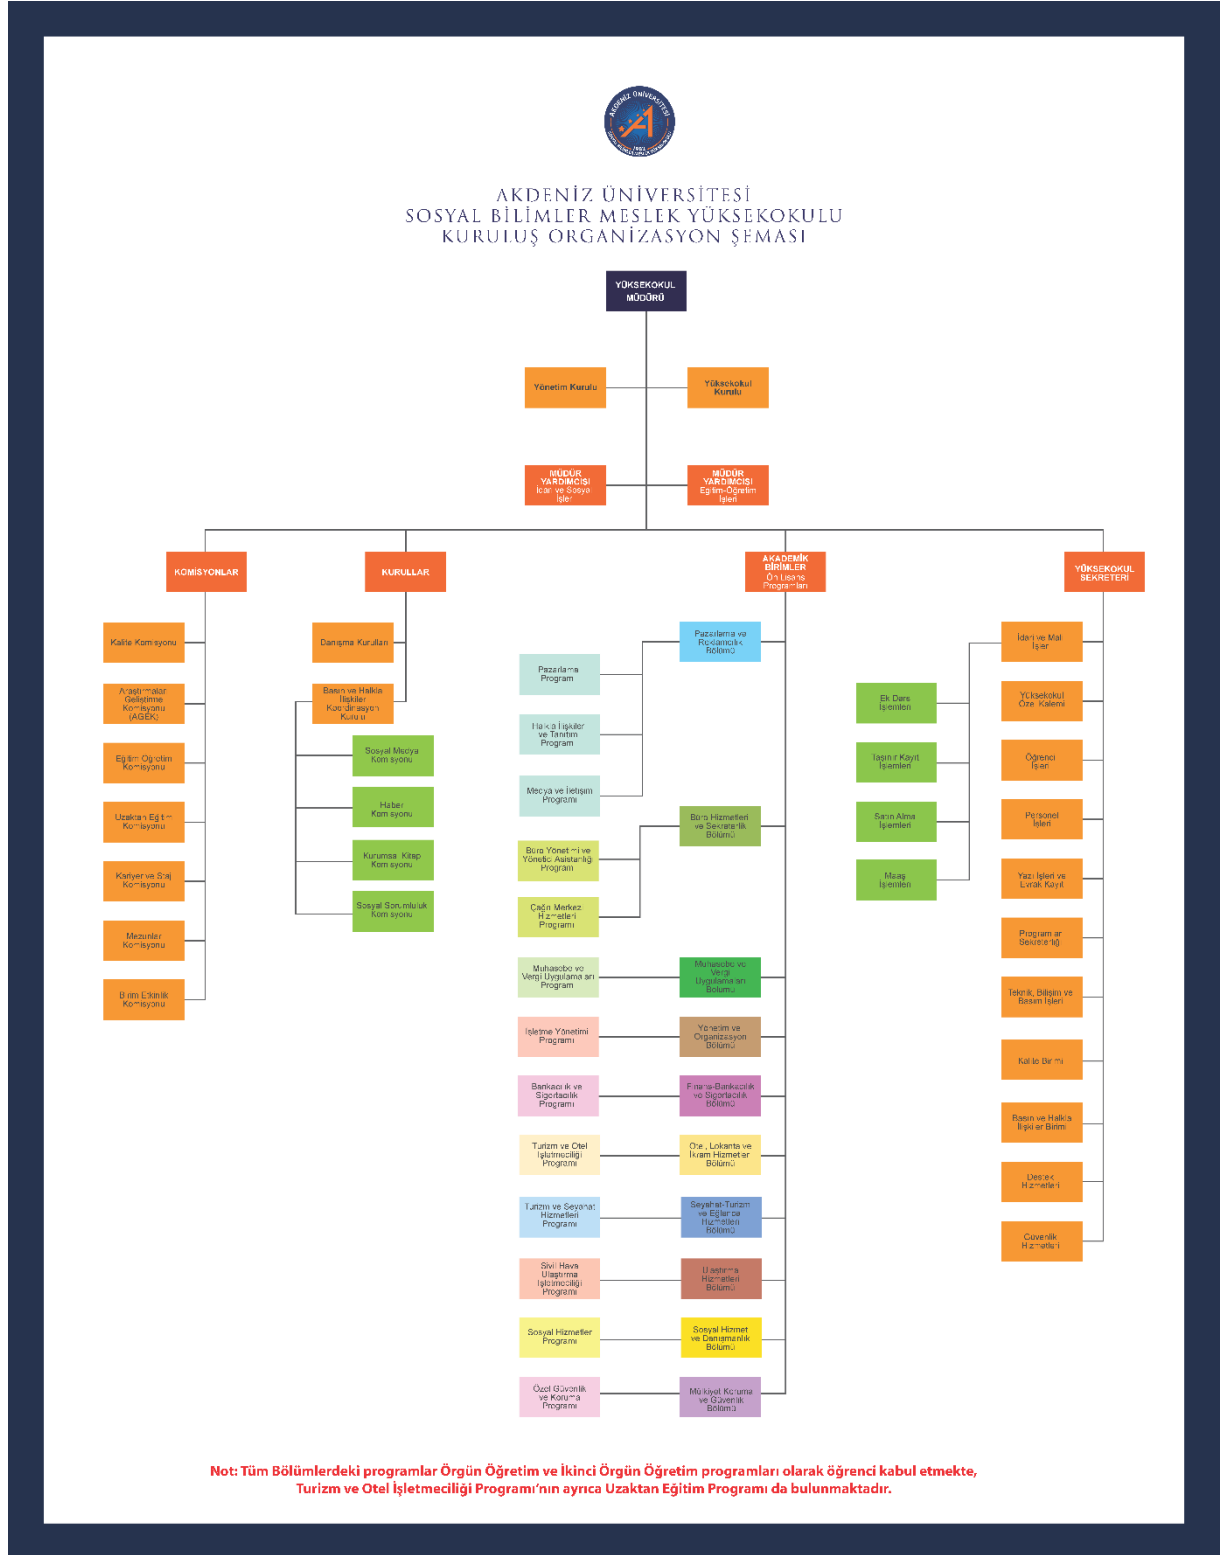 AKDENİZ ÜNİVERSİTESİ
AKDENİZ ÜNİVERSİTESİ
SOSYAL BİLİMLER MESLEK YÜKSEKOKULU
KURULUŞ ORGANİZASYON ŞEMASI
YÜKSEKOKUL
MÜDÜRÜ
Yönetim Kurulu
Yüksekokul
Kurulu
MÜDÜR
YARDIMCISI
İdari ve Sosyal
İşler
MÜDÜR
YARDIMCISI
Eğitim-Öğretim
İşleri
KOMİSYONLAR
Kalite Komisyonu
Araştırmaları
Geliştirme
Komisyonu
(AGEK)
Eğitim Öğretim
Komisyonu
Uzaktan Eğitim
Komisyonu
Kariyer ve Staj
Komisyonu
Mezunlar
Komisyonu
Birim Etkinlik
Komisyonu
KURULLAR
Danışma Kurulları
Basın ve Halkla
İlişkiler
Koordinasyon
Kurulu
Sosyal Medya
Komisyonu
Haber
Komisyonu
Kurumsal Kitap
Komisyonu
Sosyal Sorumluluk
Komisyonu
AKADEMİK
BİRİMLER
Ön Lisans
Programları
Pazarlama ve
Reklamcılık
Bölümü
Pazarlama
Programı
Halkla İlişkiler
ve Tanıtım
Programı
Medya ve İletişim
Programı
Büro Hizmetleri
ve Sekreterlik
Bölümü
Büro Yönetimi ve
Yönetici Asistanlığı
Programı
Çağrı Merkezi
Hizmetleri
Programı
Muhasebe ve
Vergi Uygulamaları
Programı
Muhasebe ve
Vergi
Uygulamaları
Bölümü
İşletme Yönetimi
Programı
Yönetim ve
Organizasyon
Bölümü
Bankacılık ve
Sigortacılık
Programı
Finans-Bankacılık
ve Sigortacılık
Bölümü
Turizm ve Otel
İşletmeciliği
Programı
Otel, Lokanta ve
İkram Hizmetleri
Bölümü
Turizm ve Seyahat
Hizmetleri
Programı
Seyahat-Turizm
ve Eğlence
Hizmetleri
Bölümü
Sivil Hava
Ulaştırma
İşletmeciliği
Programı
Ulaştırma
Hizmetleri
Bölümü
Sosyal Hizmetler
Programı
Sosyal Hizmet
ve Danışmanlık
Bölümü
Özel Güvenlik
ve Koruma
Programı
Mülkiyet Koruma
ve Güvenlik
Bölümü
YÜKSEKOKUL
SEKRETERİ
İdari ve Mali
İşler
Ek Ders
İşlemleri
Taşınır Kayıt
İşlemleri
Satın Alma
İşlemleri
Maaş
İşlemleri
Yüksekokul
Özel Kalemi
Öğrenci
İşleri
Personel
İşleri
Yazı İşleri ve
Evrak Kayıt
Programlar
Sekreterliği
Teknik, Bilişim ve
Basım İşleri
Kalite Birimi
Basın ve Halkla
İlişkiler Birimi
Destek
Hizmetleri
Güvenlik
Hizmetleri
Not: Tüm Bölümlerdeki programlar Örgün Öğretim ve İkinci Örgün Öğretim programları olarak öğrenci kabul etmekte,
Turizm ve Otel İşletmeciliği Programı'nın ayrıca Uzaktan Eğitim Programı da bulunmaktadır.